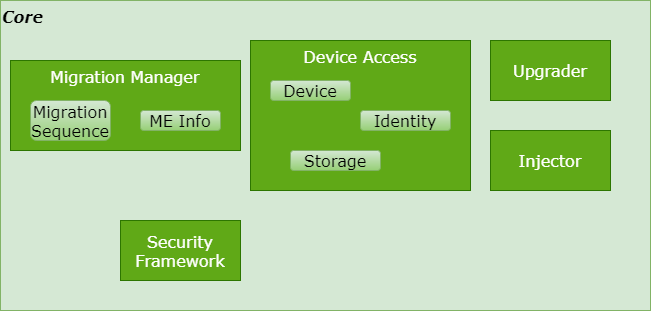 Core
Migration Manager
Migration
Sequence
ME Info
Device Access
Device
Identity
Storage
Upgrader
Injector
Security
Framework